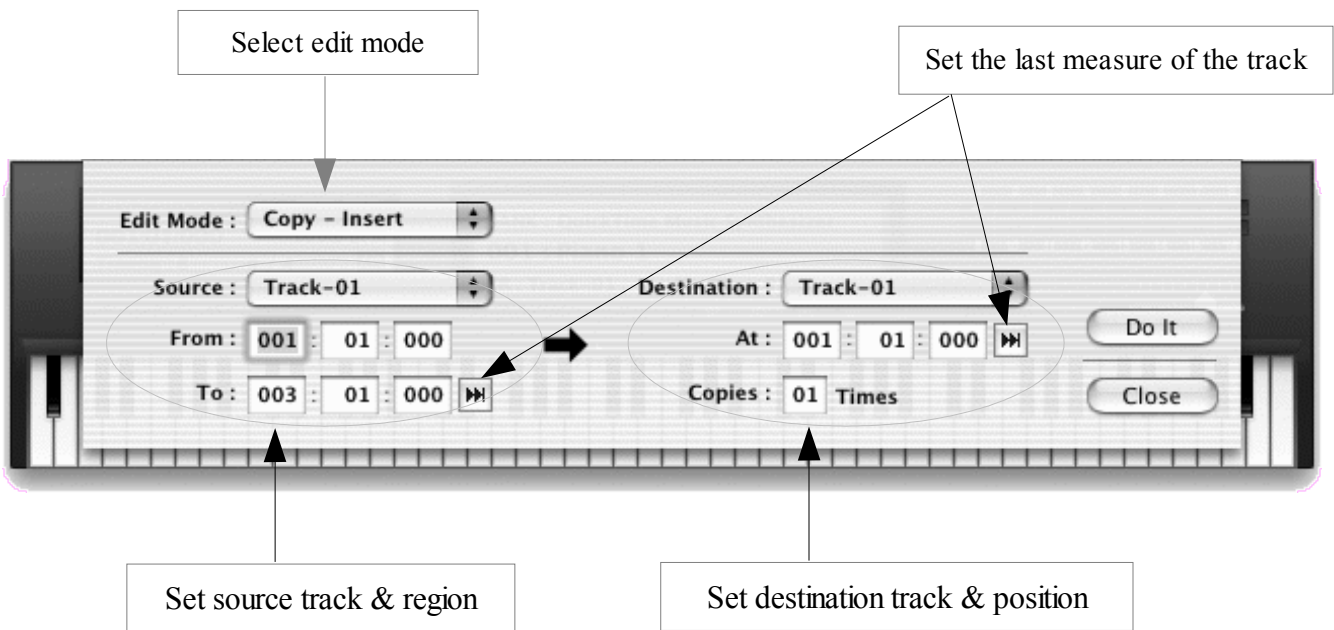 Select edit mode
Set the last measure of the track
Edit Mode : Copy – Insert
Source : Track-01
Destination : Track-01
From : 001 : 01 : 000
At : 001 : 01 : 000
Do It
To : 003 : 01 : 000
Copies : 01 Times
Close
Set source track & region
Set destination track & position